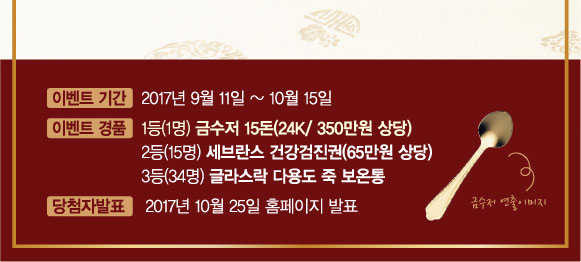 이벤트 기간 2017년 9월 11일 ~ 10월 15일
이벤트 경품 1등(1명) 금수저 15돈(24K/ 350만원 상당)
2등(15명) 세브란스 건강검진권(65만원 상당)
3등(34명) 글라스락 다용도 죽 보온통
금수저 연출이미지
당첨자발표 2017년 10월 25일 홈페이지 발표